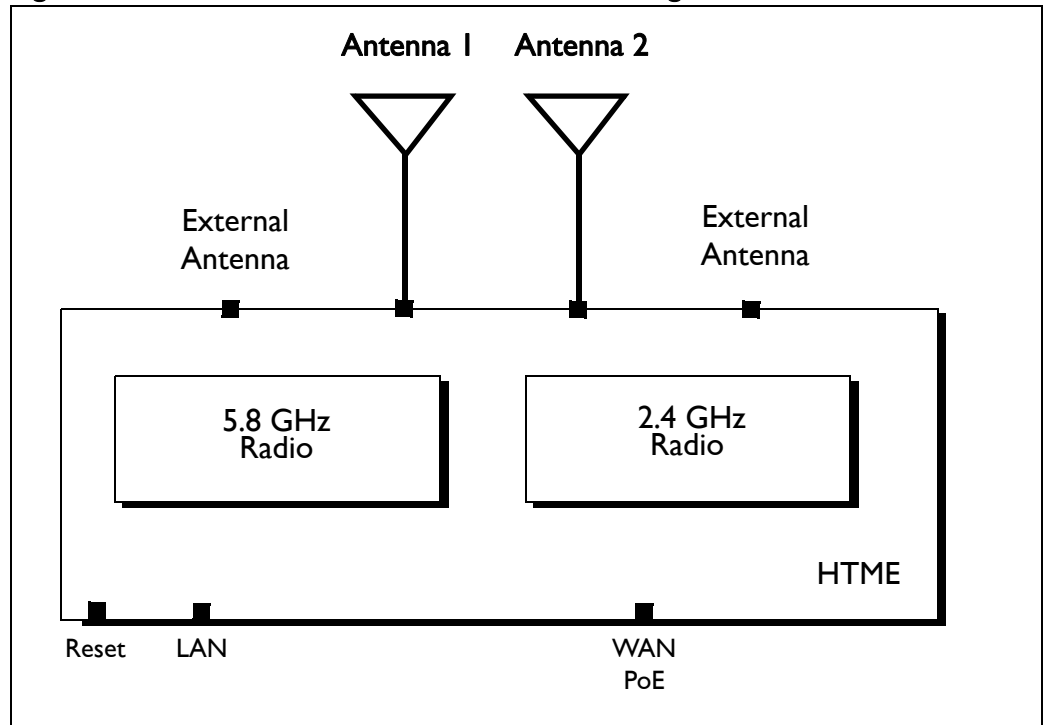 Antenna 1
Antenna 2
External
Antenna
External
Antenna
5.8 GHz
Radio
2.4 GHz
Radio
HTME
Reset
LAN
WAN
PoE